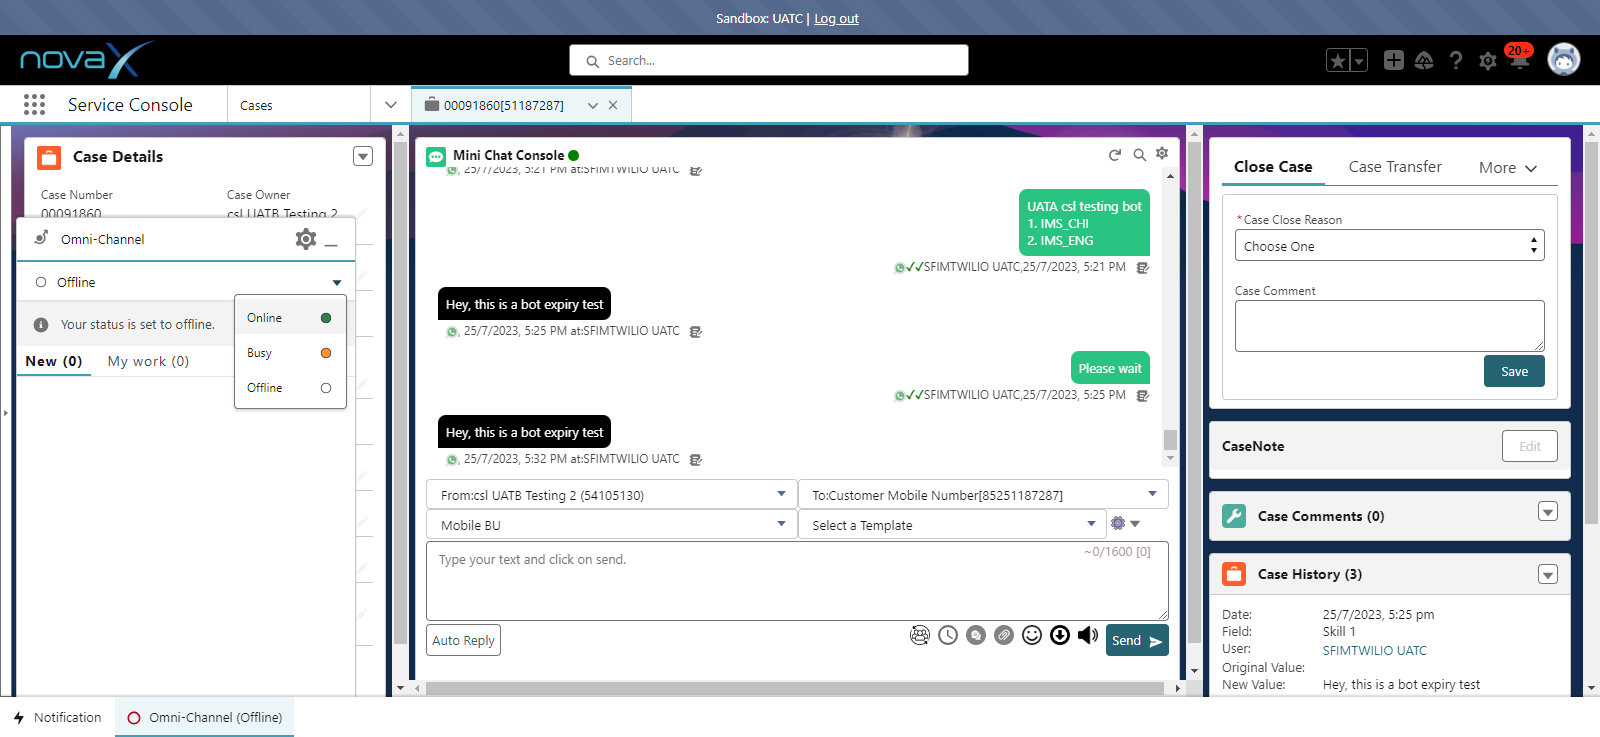 Sandbox: UATC | Log out
novaX
Search...
20+
Service Console
Cases
00091860[51187287]
Case Details
Case Number
Case Owner
00091860
csl UATB Testing 2
Omni-Channel
Offline
Your status is set to offline.
Online
Busy
Offline
New (0)
My work (0)
Mini Chat Console
, 25/7/2023, 5:21 PM at:SFIMTWILIO UATC
UATA csl testing bot
1. IMS_CHI
2. IMS_ENG
SFIMTWILIO UATC,25/7/2023, 5:21 PM
Hey, this is a bot expiry test
, 25/7/2023, 5:25 PM at:SFIMTWILIO UATC
Please wait
SFIMTWILIO UATC,25/7/2023, 5:25 PM
Hey, this is a bot expiry test
, 25/7/2023, 5:32 PM at:SFIMTWILIO UATC
From:csl UATB Testing 2 (54105130)
To:Customer Mobile Number[85251187287]
Mobile BU
Select a Template
Type your text and click on send.
~0/1600 [0]
Auto Reply
Send
Close Case
Case Transfer
More
*Case Close Reason
Choose One
Case Comment
Save
CaseNote
Edit
Case Comments (0)
Case History (3)
Date: 25/7/2023, 5:25 pm
Field: Skill 1
User: SFIMTWILIO UATC
Original Value:
New Value: Hey, this is a bot expiry test
Notification
Omni-Channel (Offline)